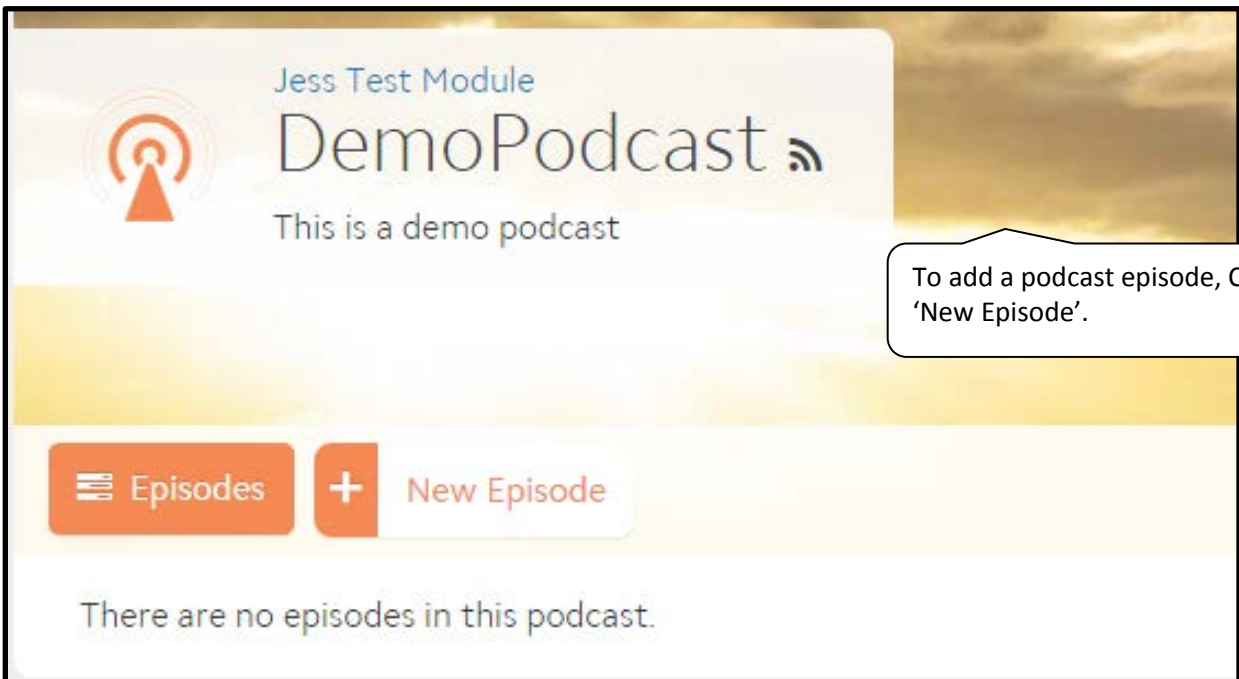 Jess Test Module
DemoPodcast
This is a demo podcast
To add a podcast episode,
‘New Episode’.
Episodes
+ New Episode
There are no episodes in this podcast.